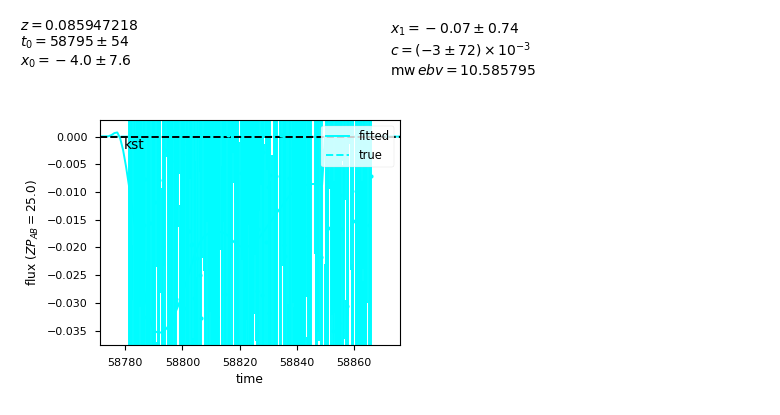 z = 0.085947218
t₀ = 58795 ± 54
x₀ = −4.0 ± 7.6
x₁ = −0.07 ± 0.74
c = (−3 ± 72) × 10⁻³
mw ebv = 10.585795
0.000
−0.005
−0.010
−0.015
−0.020
−0.025
−0.030
−0.035
flux (ZP_AB = 25.0)
kst
fitted
true
58780 58800 58820 58840 58860
time